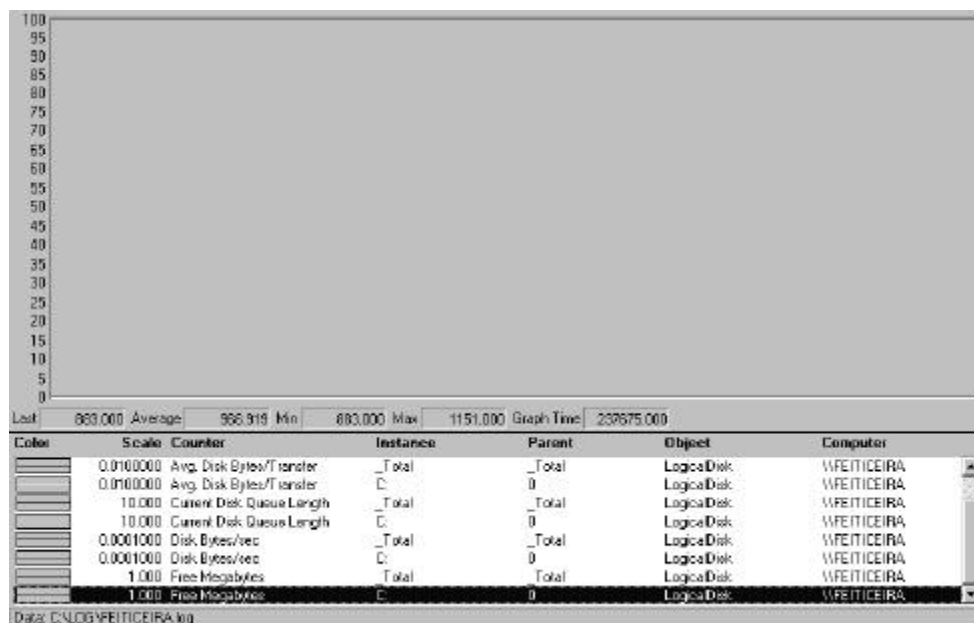 100
95
90
85
80
75
70
65
60
55
50
45
40
35
30
25
20
15
10
5
0
Last 883.000 Average 966.919 Min 883.000 Max 1151.000 Graph Time 237675.000
Color Scale Counter Instance Parent Object Computer
0.0100000 Avg. Disk Bytes/Transfer _Total _Total LogicalDisk \\FEITICEIRA
0.0100000 Avg. Disk Bytes/Transfer C: 0 LogicalDisk \\FEITICEIRA
10.000 Current Disk Queue Length _Total _Total LogicalDisk \\FEITICEIRA
10.000 Current Disk Queue Length C: 0 LogicalDisk \\FEITICEIRA
0.0001000 Disk Bytes/sec _Total _Total LogicalDisk \\FEITICEIRA
0.0001000 Disk Bytes/sec C: 0 LogicalDisk \\FEITICEIRA
1.000 Free Megabytes _Total _Total LogicalDisk \\FEITICEIRA
1.000 Free Megabytes C: 0 LogicalDisk \\FEITICEIRA
Data: C:\LOG\FEITICEIRA.log